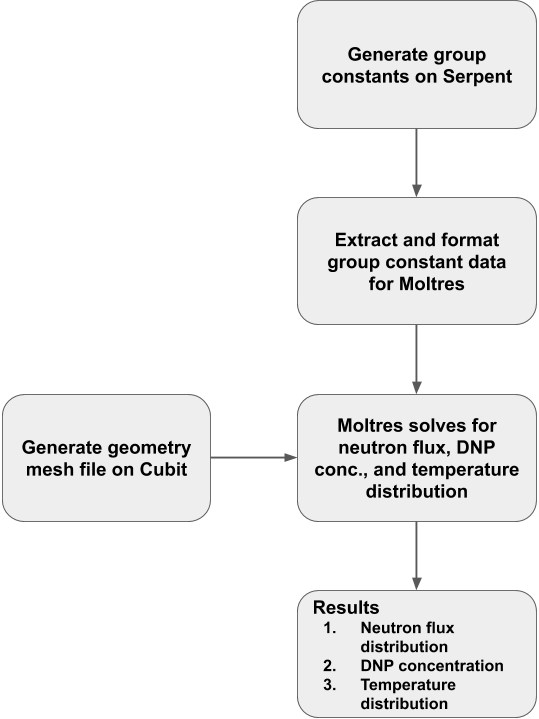 Generate group
constants on Serpent
Extract and format
group constant data
for Moltres
Generate geometry
mesh file on Cubit
Moltres solves for
neutron flux, DNP
conc., and temperature
distribution
Results
1. Neutron flux
distribution
2. DNP concentration
3. Temperature
distribution